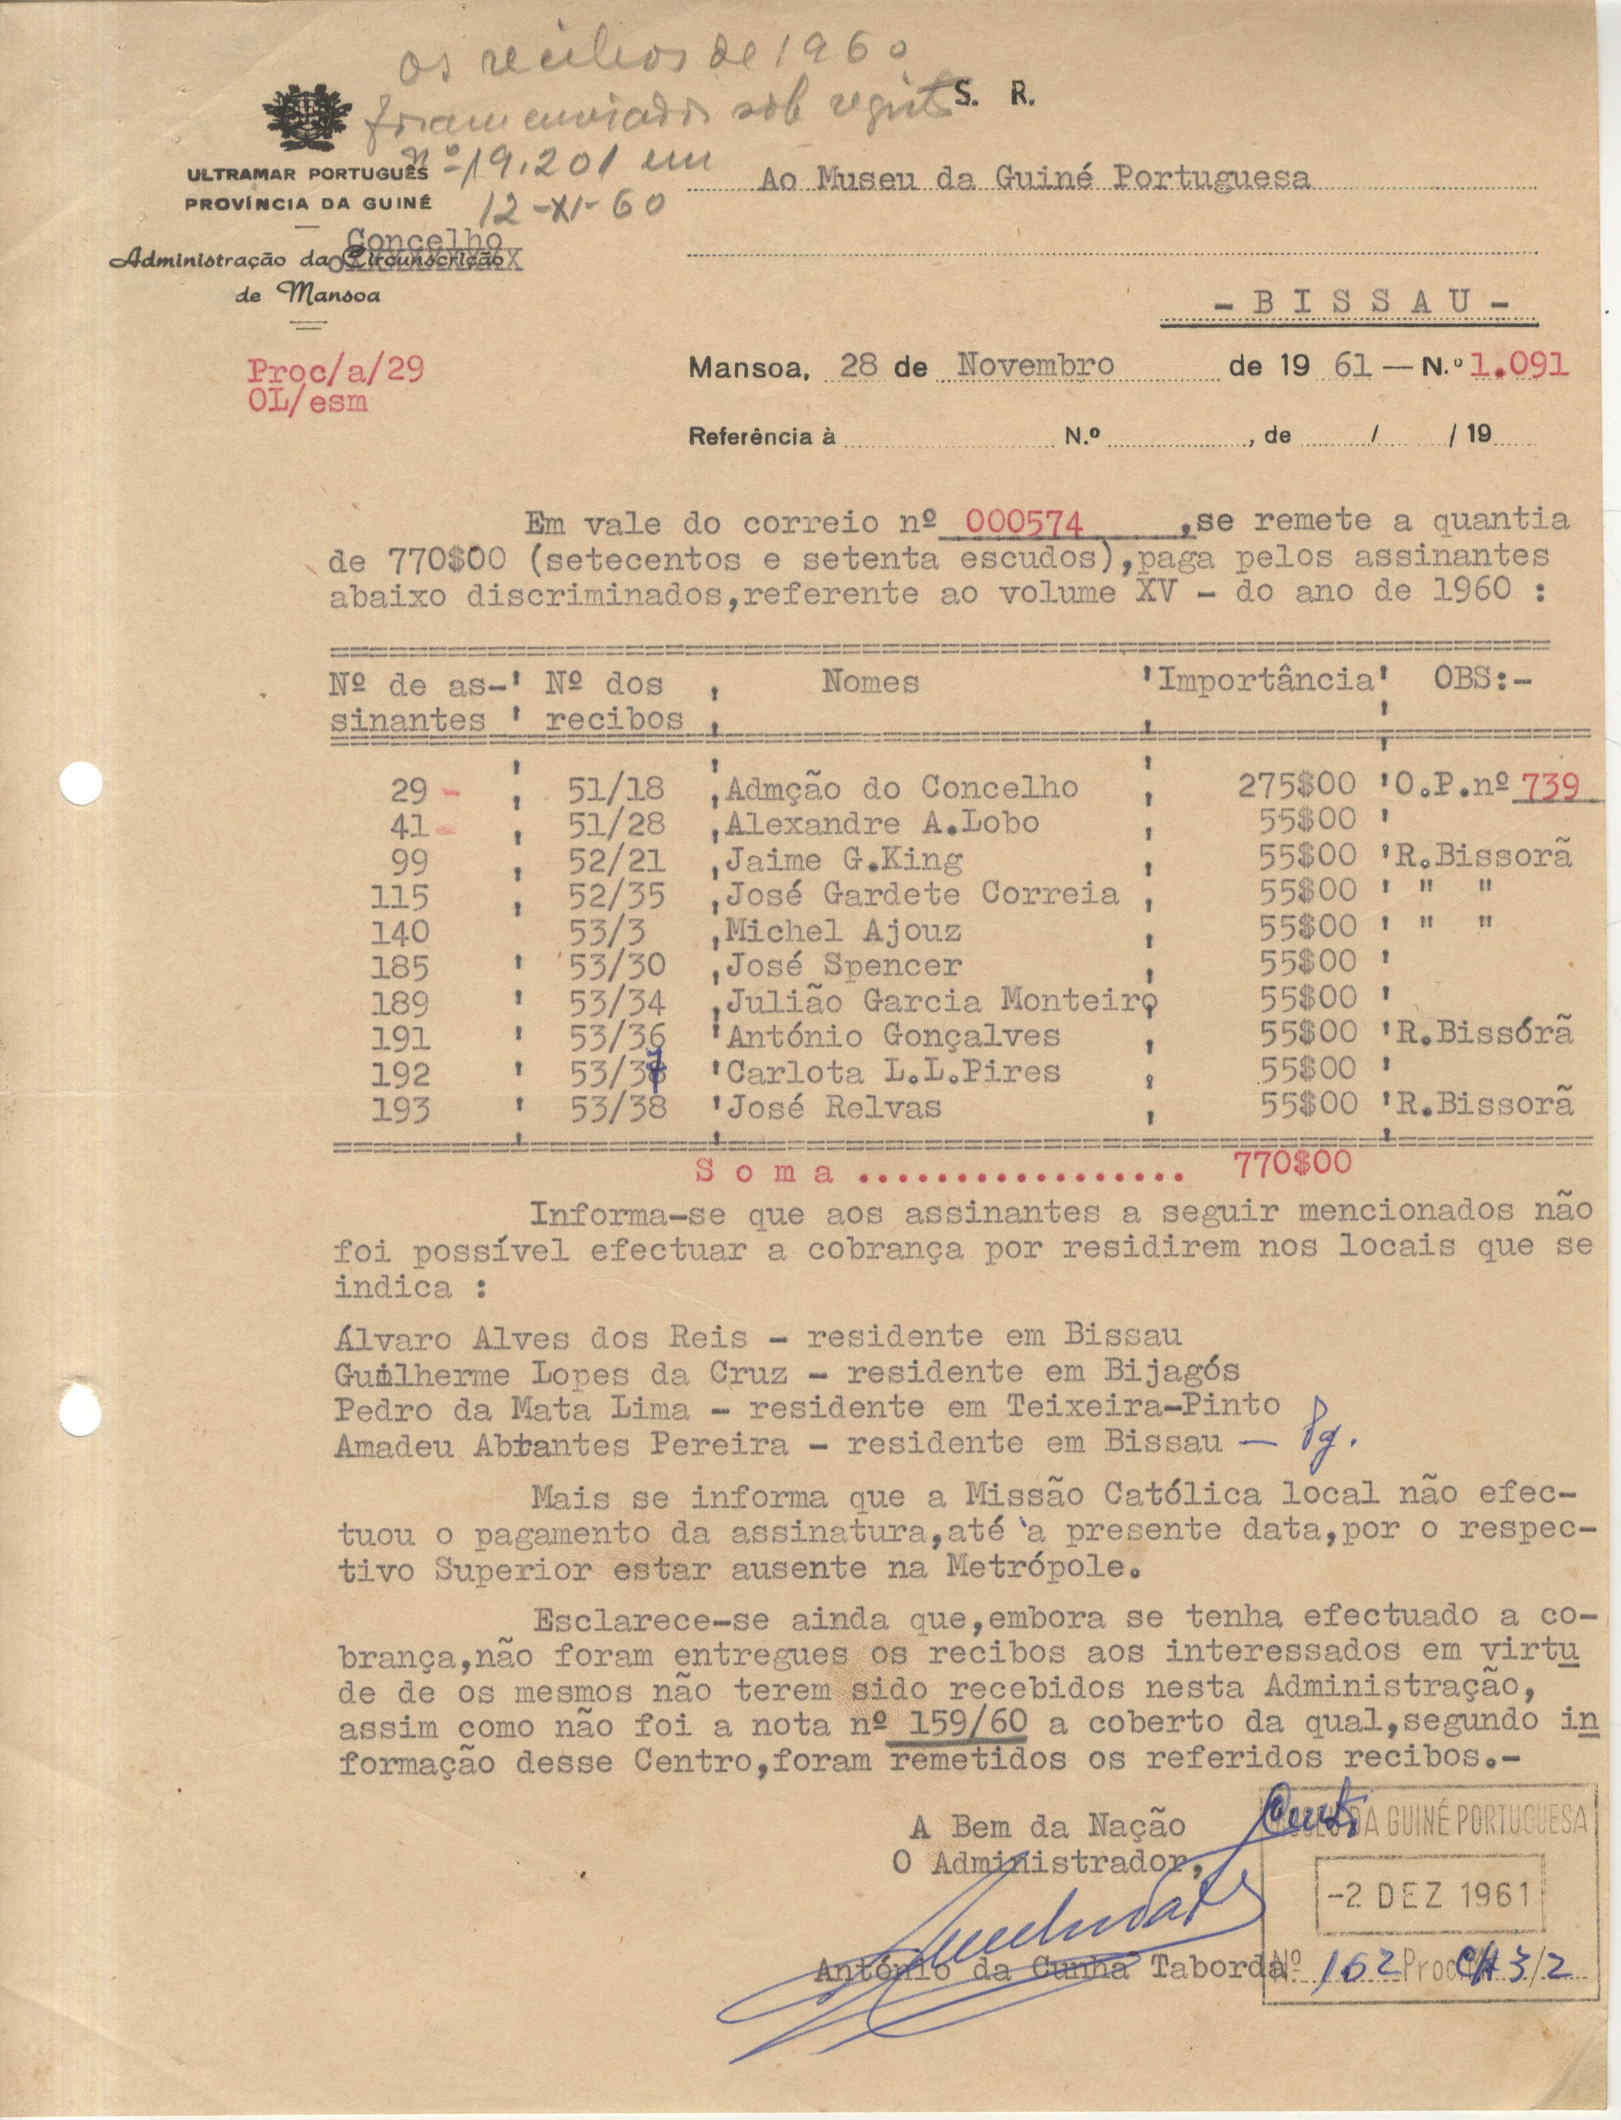 os recibos de 1960
foram enviados sob registo
nº 19.201 em
12-XI-60
S. R.
ULTRAMAR PORTUGUÊS
PROVÍNCIA DA GUINÉ
Concelho
Administração da Circunscrição
de Mansoa
Ao Museu da Guiné Portuguesa
- B I S S A U -
Proc/a/29
OL/esm
Mansoa, 28 de Novembro de 19 61 — N.º 1.091
Referência à N.º , de / / 19
Em vale do correio nº 000574 ,se remete a quantia
de 770$00 (setecentos e setenta escudos),paga pelos assinantes
abaixo discriminados,referente ao volume XV - do ano de 1960 :
Nº de as-' Nº dos , Nomes 'Importância' OBS:-
sinantes ' recibos , , '
29 - , 51/18 ,Admção do Concelho , 275$00 'O.P.nº 739
41 - , 51/28 ,Alexandre A.Lobo , 55$00 '
99 , 52/21 ,Jaime G.King , 55$00 'R.Bissorã
115 , 52/35 ,José Gardete Correia , 55$00 ' " "
140 53/3 ,Michel Ajouz , 55$00 ' " "
185 ' 53/30 ,José Spencer , 55$00 '
189 ' 53/34 ,Julião Garcia Monteiro , 55$00 '
191 ' 53/36 'António Gonçalves , 55$00 'R.Bissórã
192 ' 53/37 'Carlota L.L.Pires , 55$00 '
193 ' 53/38 'José Relvas , 55$00 'R.Bissorã
S o m a ................. 770$00
Informa-se que aos assinantes a seguir mencionados não
foi possível efectuar a cobrança por residirem nos locais que se
indica :
Álvaro Alves dos Reis - residente em Bissau
Guilherme Lopes da Cruz - residente em Bijagós
Pedro da Mata Lima - residente em Teixeira-Pinto
Amadeu Abrantes Pereira - residente em Bissau — Pg.
Mais se informa que a Missão Católica local não efec-
tuou o pagamento da assinatura,até `a presente data,por o respec-
tivo Superior estar ausente na Metrópole.
Esclarece-se ainda que,embora se tenha efectuado a co-
brança,não foram entregues os recibos aos interessados em virtu
de de os mesmos não terem sido recebidos nesta Administração,
assim como não foi a nota nº 159/60 a coberto da qual,segundo in
formação desse Centro,foram remetidos os referidos recibos.-
A Bem da Nação
O Administrador,
António da Cunha Taborda
MUSEU DA GUINÉ PORTUGUESA
-2 DEZ 1961
Nº 162 Proc. CH 3/2